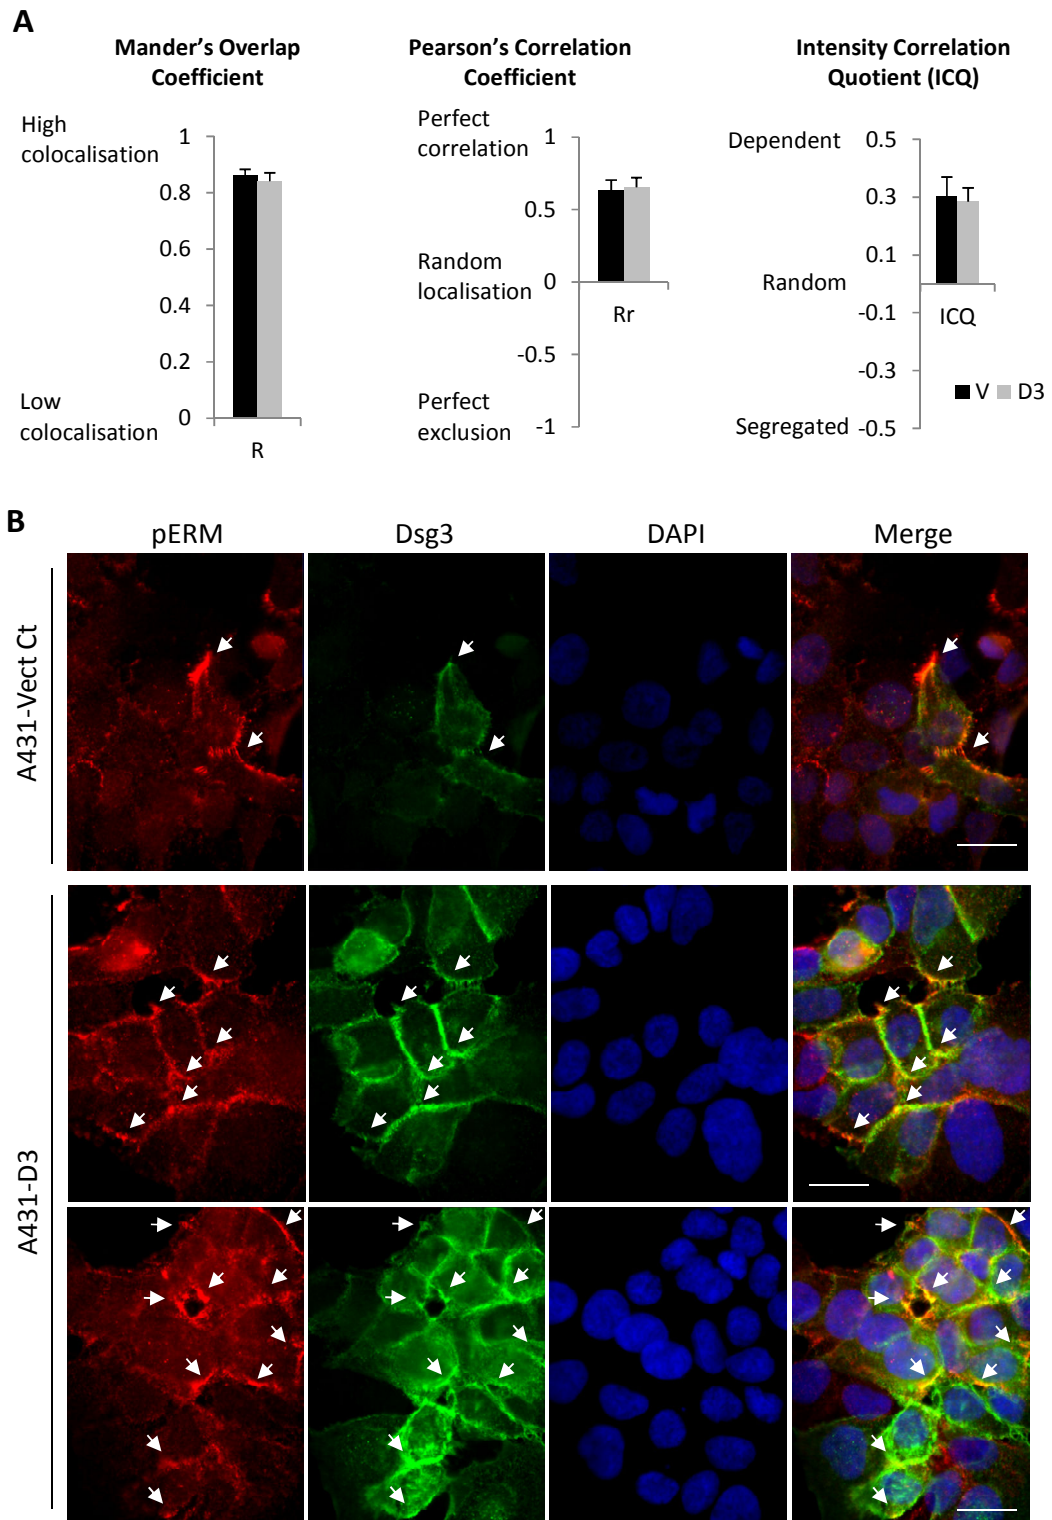 A
Mander's Overlap
Coefficient
High
colocalisation
1
0.8
0.6
0.4
0.2
0
Low
colocalisation
R
Pearson's Correlation
Coefficient
Perfect
correlation
1
0.5
Random
localisation
0
Rr
-0.5
Perfect
exclusion
-1
Intensity Correlation
Quotient (ICQ)
Dependent
0.5
0.3
0.1
Random
-0.1
ICQ
-0.3
V D3
Segregated
-0.5
B
pERM Dsg3 DAPI Merge
A431-Vect Ct
A431-D3